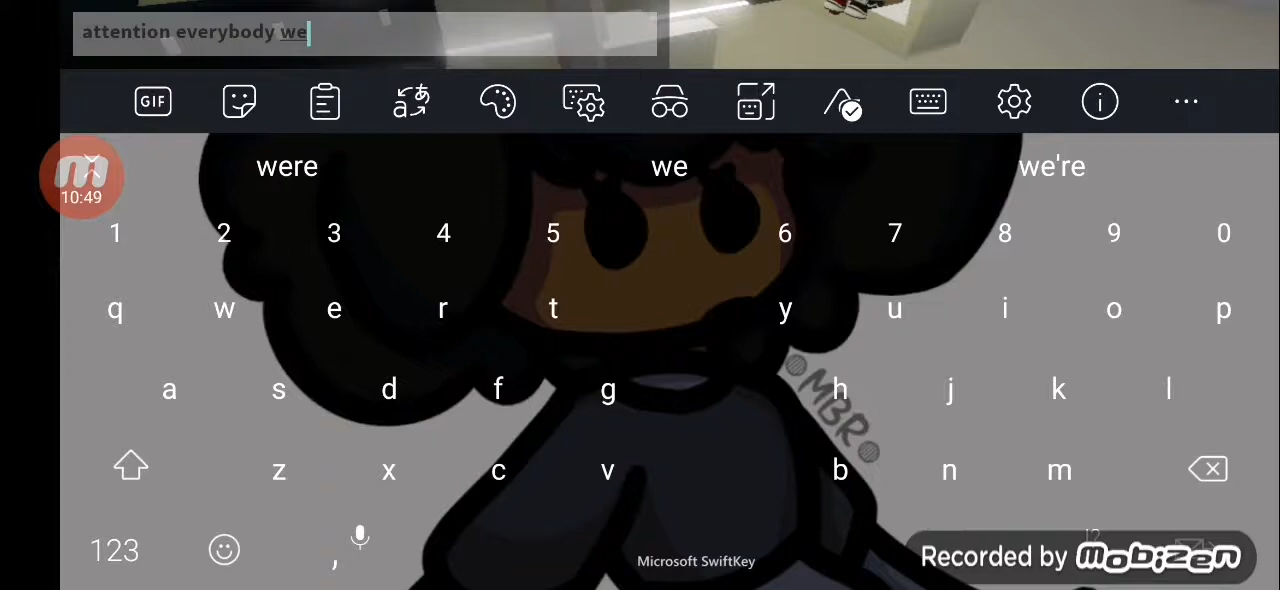 attention everybody we
GIF
were we we're
10:49
1 2 3 4 5 6 7 8 9 0
q w e r t y u i o p
a s d f g h j k l
MBR
z x c v b n m
123 , !?
Microsoft SwiftKey
Recorded by mobizen